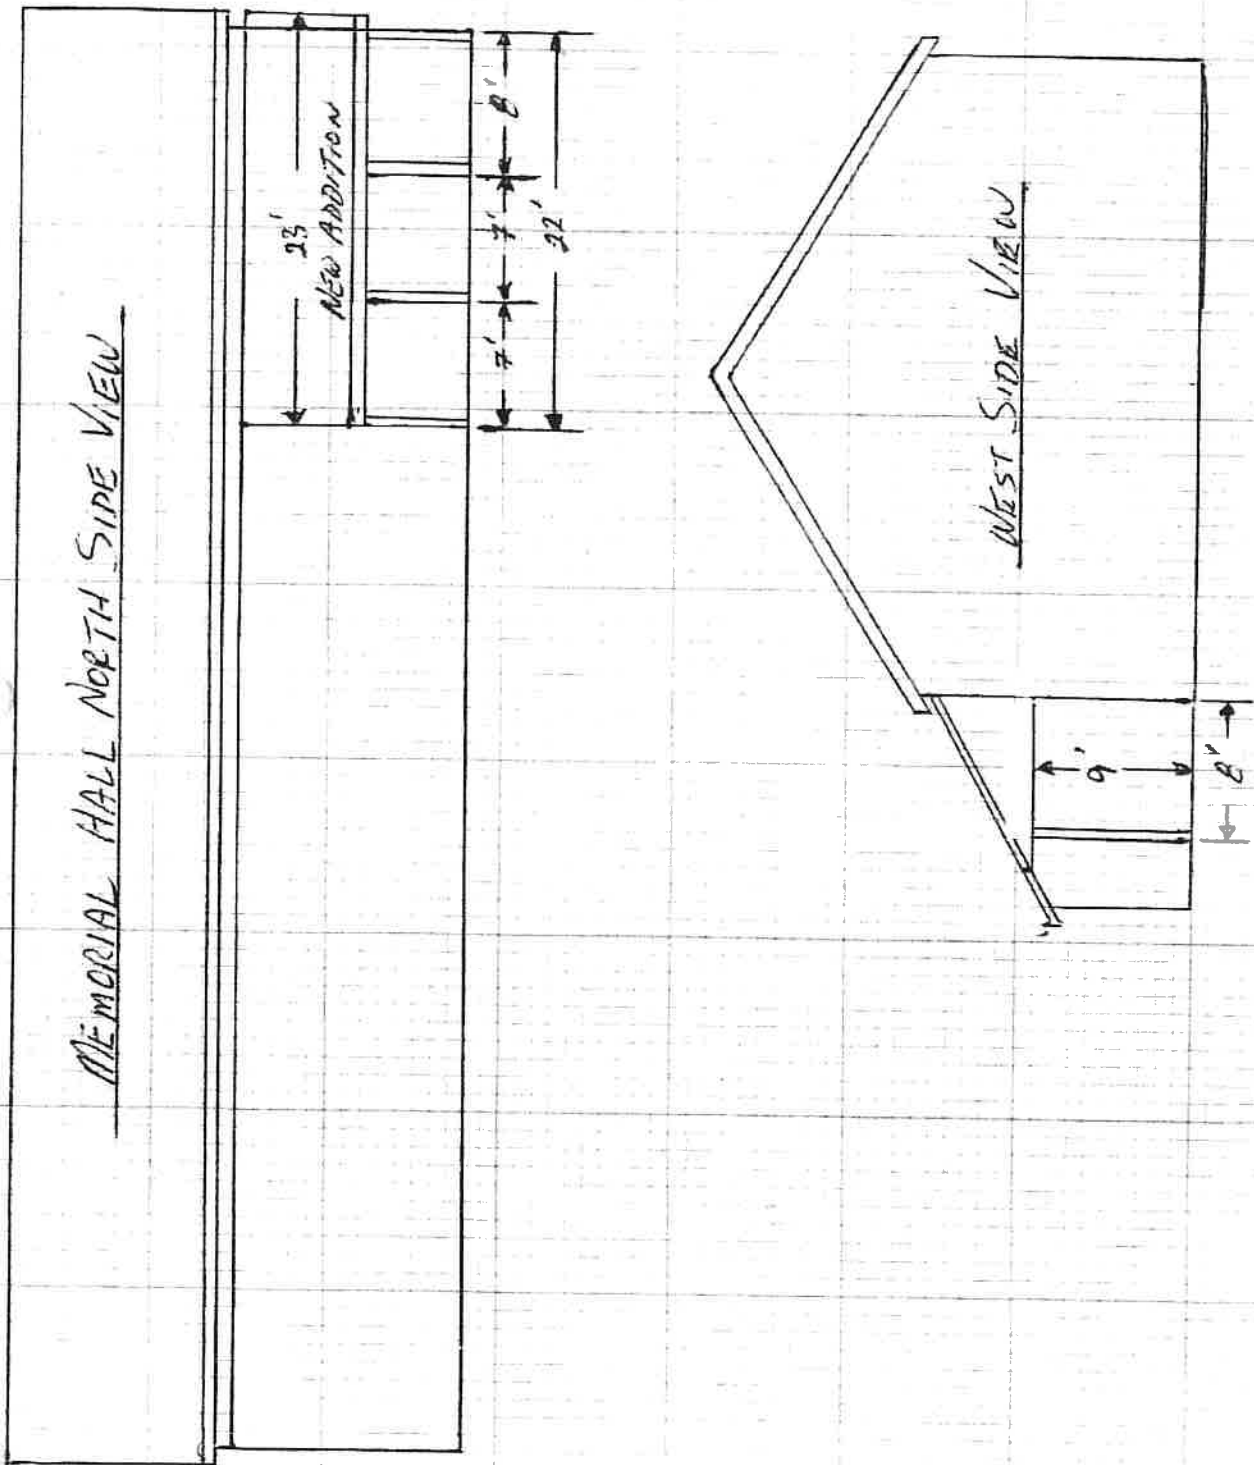 MEMORIAL HALL NORTH SIDE VIEW
23'
NEW ADDITION
7'
7'
8'
22'
WEST SIDE VIEW
9'
8'